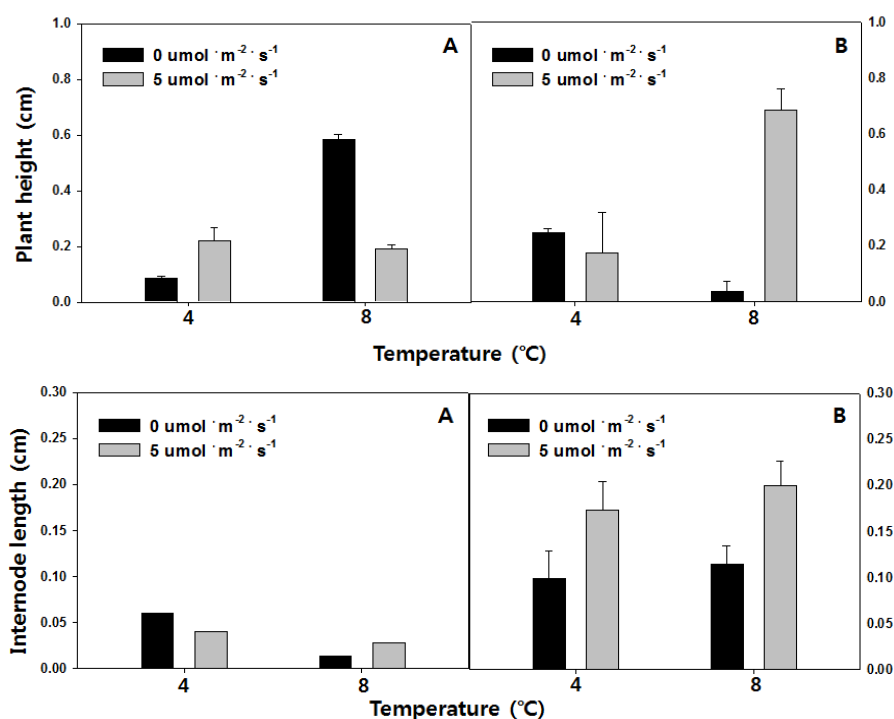 Plant height (cm)
1.0
0.8
0.6
0.4
0.2
0.0
0 umol · m⁻² · s⁻¹
5 umol · m⁻² · s⁻¹
A
4
8
0 umol · m⁻² · s⁻¹
5 umol · m⁻² · s⁻¹
B
4
8
1.0
0.8
0.6
0.4
0.2
0.0
Temperature (℃)
Internode length (cm)
0.30
0.25
0.20
0.15
0.10
0.05
0.00
0 umol · m⁻² · s⁻¹
5 umol · m⁻² · s⁻¹
A
4
8
0 umol · m⁻² · s⁻¹
5 umol · m⁻² · s⁻¹
B
4
8
0.30
0.25
0.20
0.15
0.10
0.05
0.00
Temperature (℃)